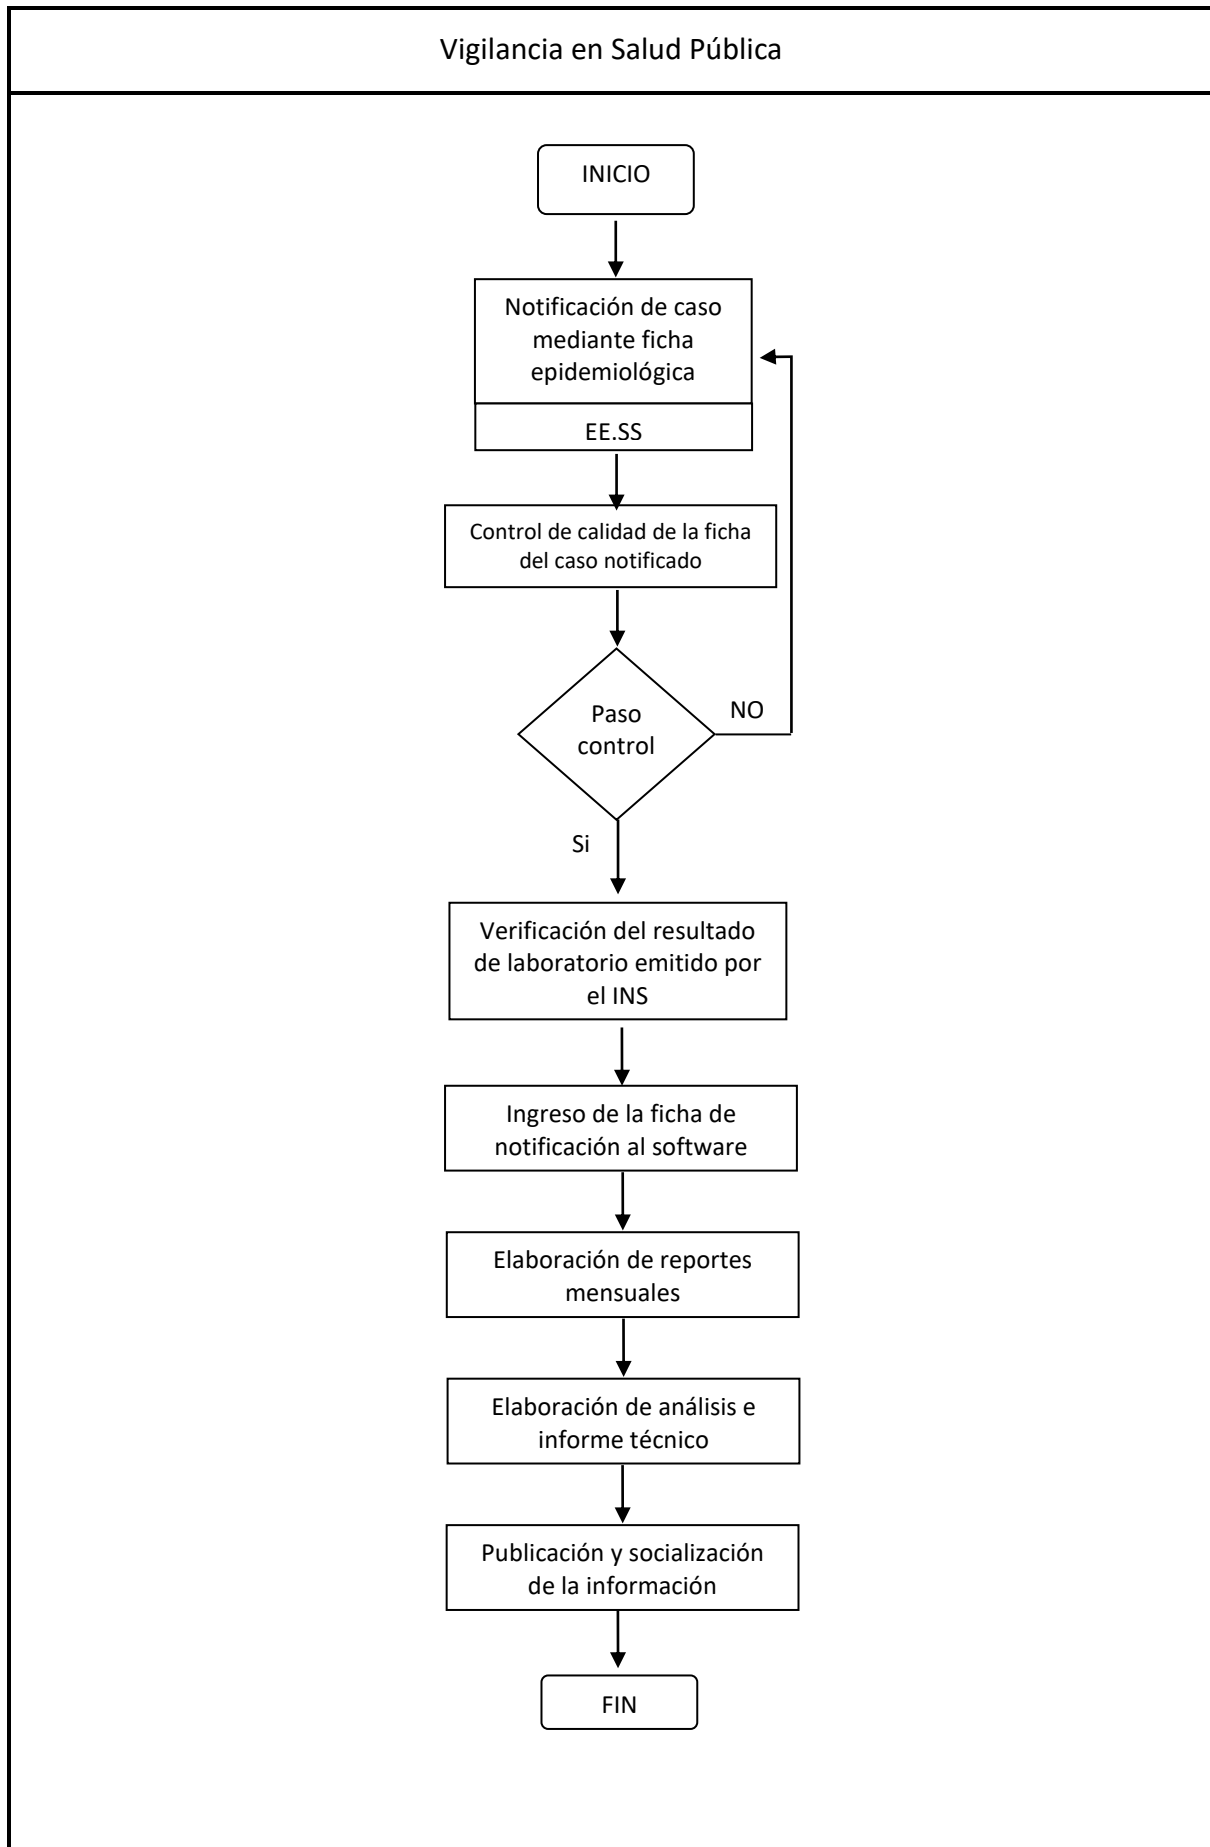 Vigilancia en Salud Pública
INICIO
Notificación de caso
mediante ficha
epidemiológica
EE.SS
Control de calidad de la ficha
del caso notificado
Paso
control
NO
Si
Verificación del resultado
de laboratorio emitido por
el INS
Ingreso de la ficha de
notificación al software
Elaboración de reportes
mensuales
Elaboración de análisis e
informe técnico
Publicación y socialización
de la información
FIN